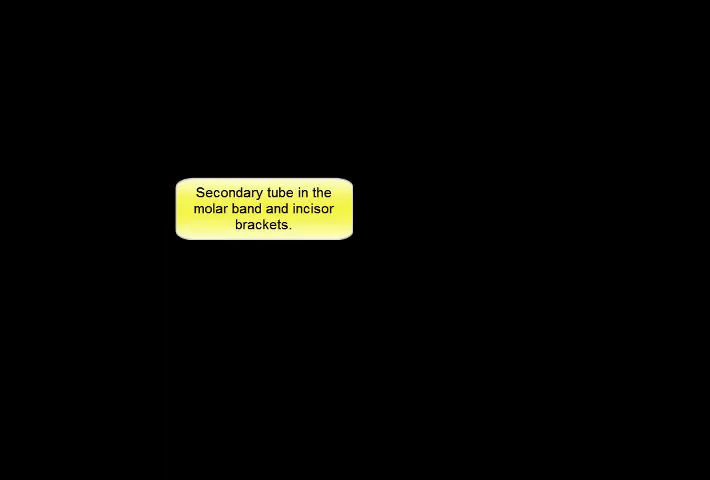 Secondary tube in the
molar band and incisor
brackets.